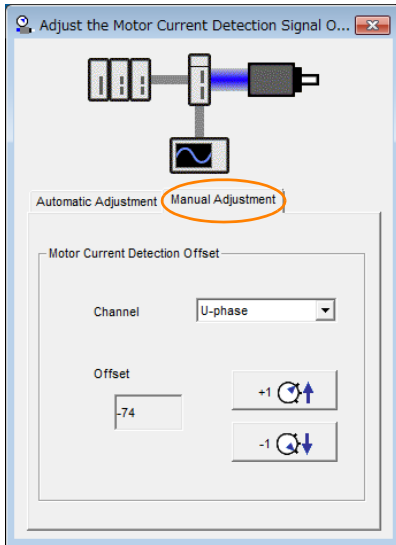 Adjust the Motor Current Detection Signal O...
Automatic Adjustment Manual Adjustment
Motor Current Detection Offset
Channel U-phase
Offset
-74
+1
-1